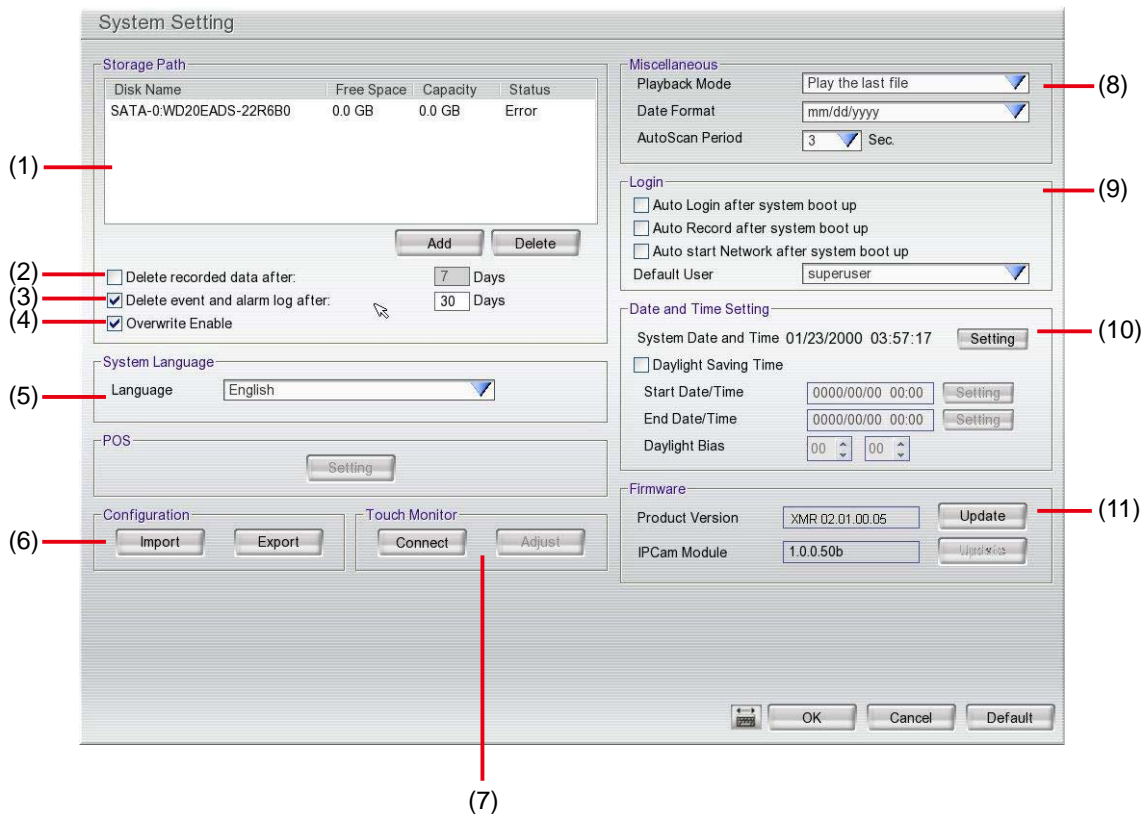 System Setting
Storage Path
Disk Name Free Space Capacity Status
SATA-0:WD20EADS-22R6B0 0.0 GB 0.0 GB Error
(1)
Add Delete
(2)
Delete recorded data after: 7 Days
(3)
Delete event and alarm log after: 30 Days
(4)
Overwrite Enable
System Language
(5)
Language English
POS
Setting
Configuration
(6)
Import Export
Touch Monitor
Connect Adjust
(7)
Miscellaneous
Playback Mode Play the last file
(8)
Date Format mm/dd/yyyy
AutoScan Period 3 Sec.
Login
(9)
Auto Login after system boot up
Auto Record after system boot up
Auto start Network after system boot up
Default User superuser
Date and Time Setting
System Date and Time 01/23/2000 03:57:17 Setting
(10)
Daylight Saving Time
Start Date/Time 0000/00/00 00:00 Setting
End Date/Time 0000/00/00 00:00 Setting
Daylight Bias 00 00
Firmware
Product Version XMR 02.01.00.05 Update
(11)
IPCam Module 1.0.0.50b Update
OK Cancel Default